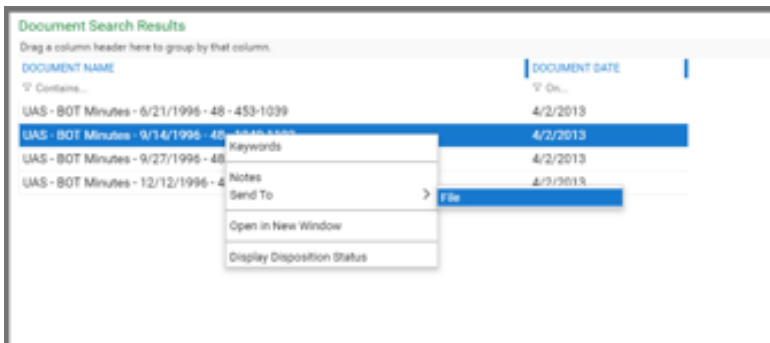 Document Search Results
Drag a column header here to group by that column.
DOCUMENT NAME DOCUMENT DATE
Contains... On...
UAS - BOT Minutes - 6/21/1996 - 48 - 453-1039 4/2/2013
UAS - BOT Minutes - 9/14/1996 - 48 - 4/2/2013
Keywords
UAS - BOT Minutes - 9/27/1996 - 48 4/2/2013
Notes
UAS - BOT Minutes - 12/12/1996 - 4 4/2/2013
Send To File
Open in New Window
Display Disposition Status